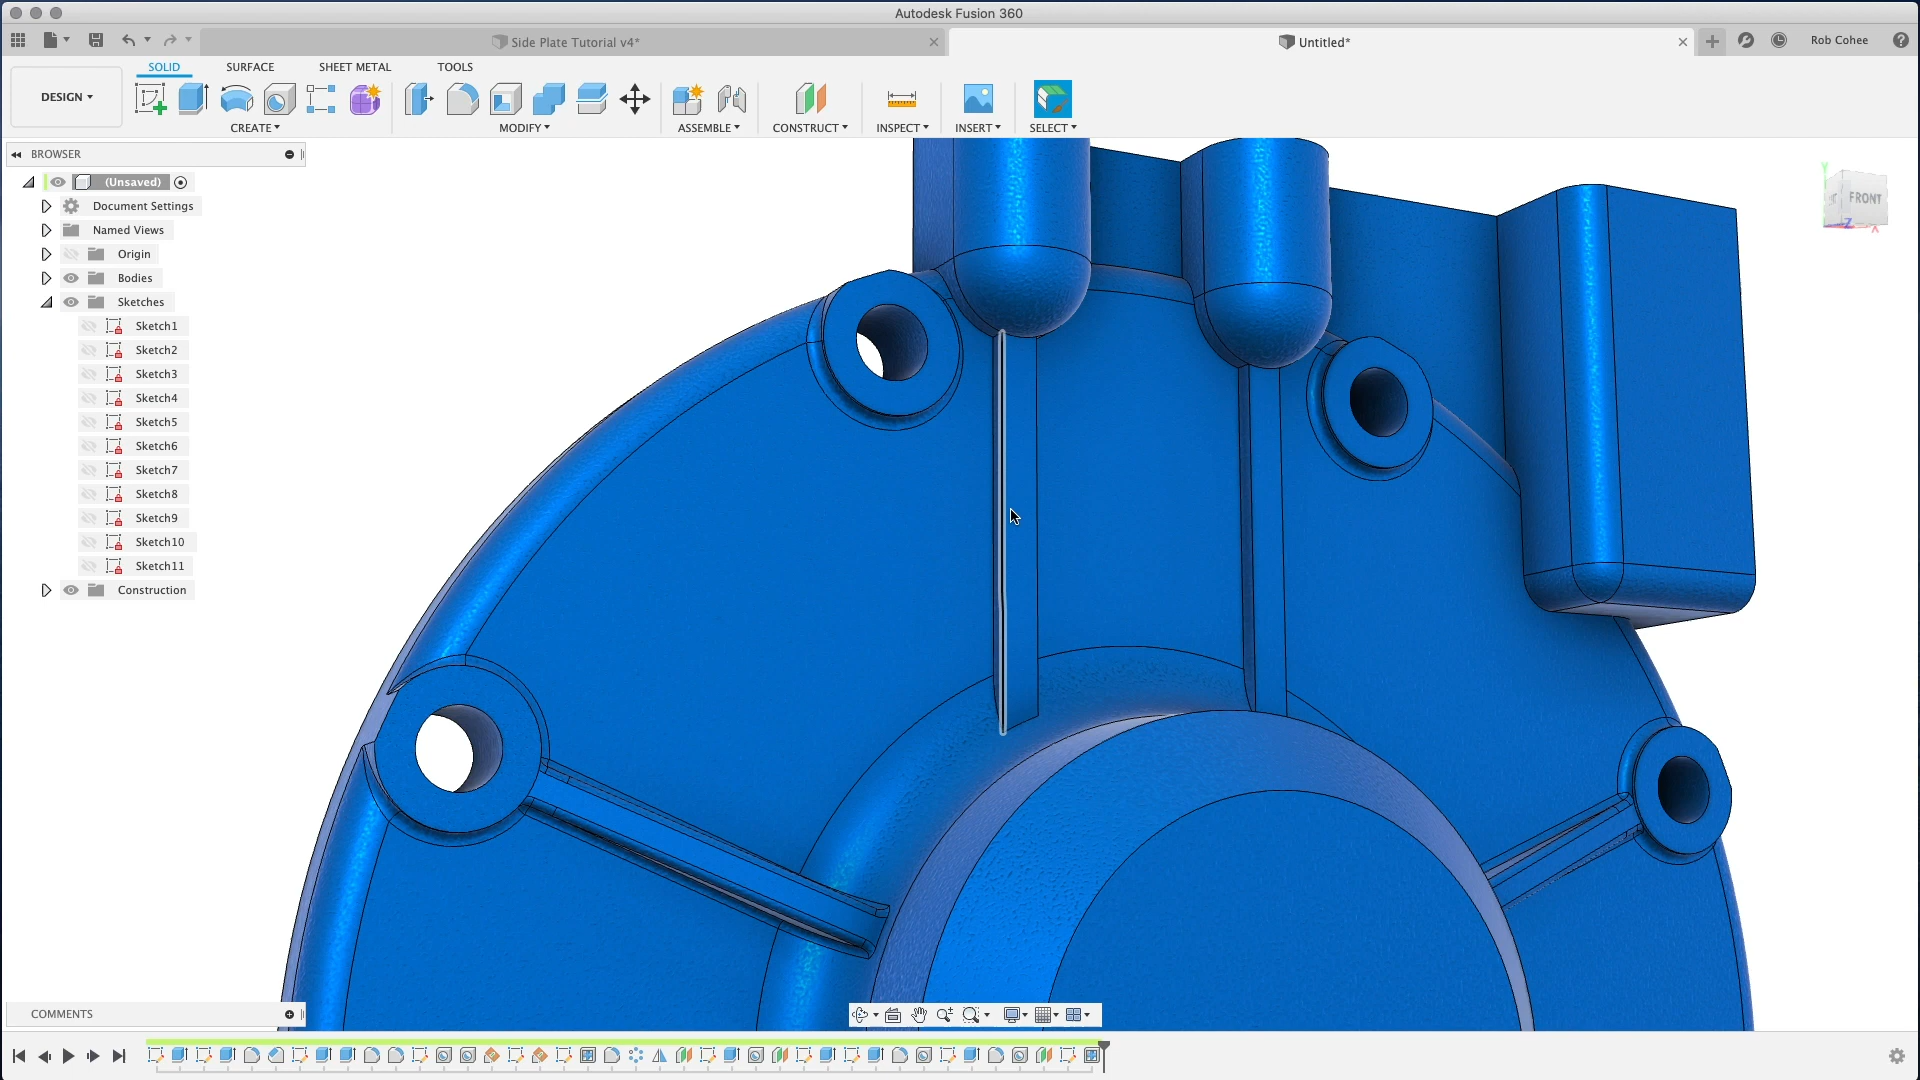 Autodesk Fusion 360
Side Plate Tutorial v4*
Untitled*
Rob Cohee
DESIGN
SOLID
SURFACE
SHEET METAL
TOOLS
CREATE
MODIFY
ASSEMBLE
CONSTRUCT
INSPECT
INSERT
SELECT
BROWSER
(Unsaved)
Document Settings
Named Views
Origin
Bodies
Sketches
Sketch1
Sketch2
Sketch3
Sketch4
Sketch5
Sketch6
Sketch7
Sketch8
Sketch9
Sketch10
Sketch11
Construction
FRONT
Y
Z
X
COMMENTS